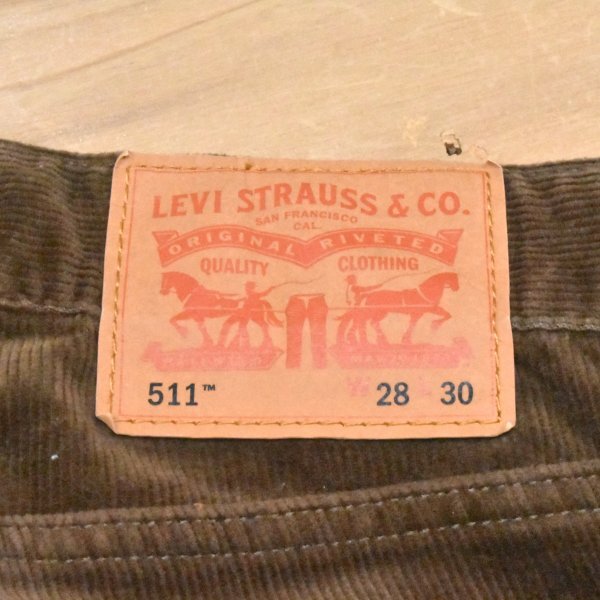 LEVI STRAUSS & CO.
SAN FRANCISCO
CAL.
ORIGINAL RIVETED
QUALITY CLOTHING
511™ W 28 L 30